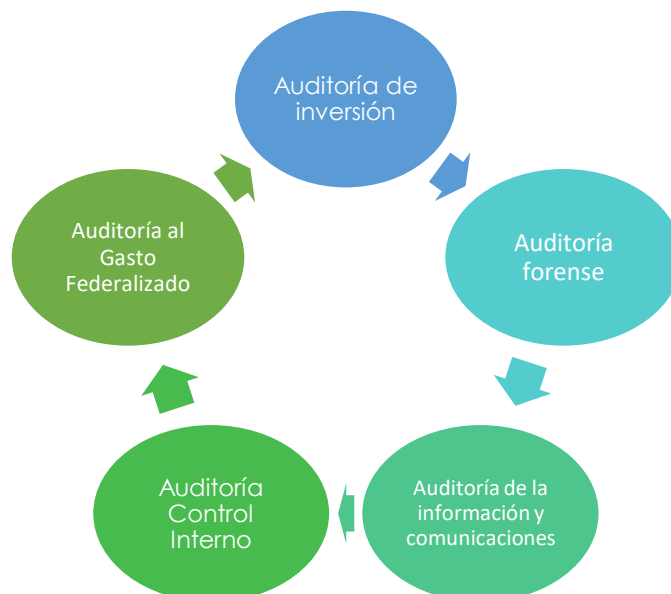 Auditoría de
inversión
Auditoría
forense
Auditoría de la
información y
comunicaciones
Auditoría
Control
Interno
Auditoría al
Gasto
Federalizado